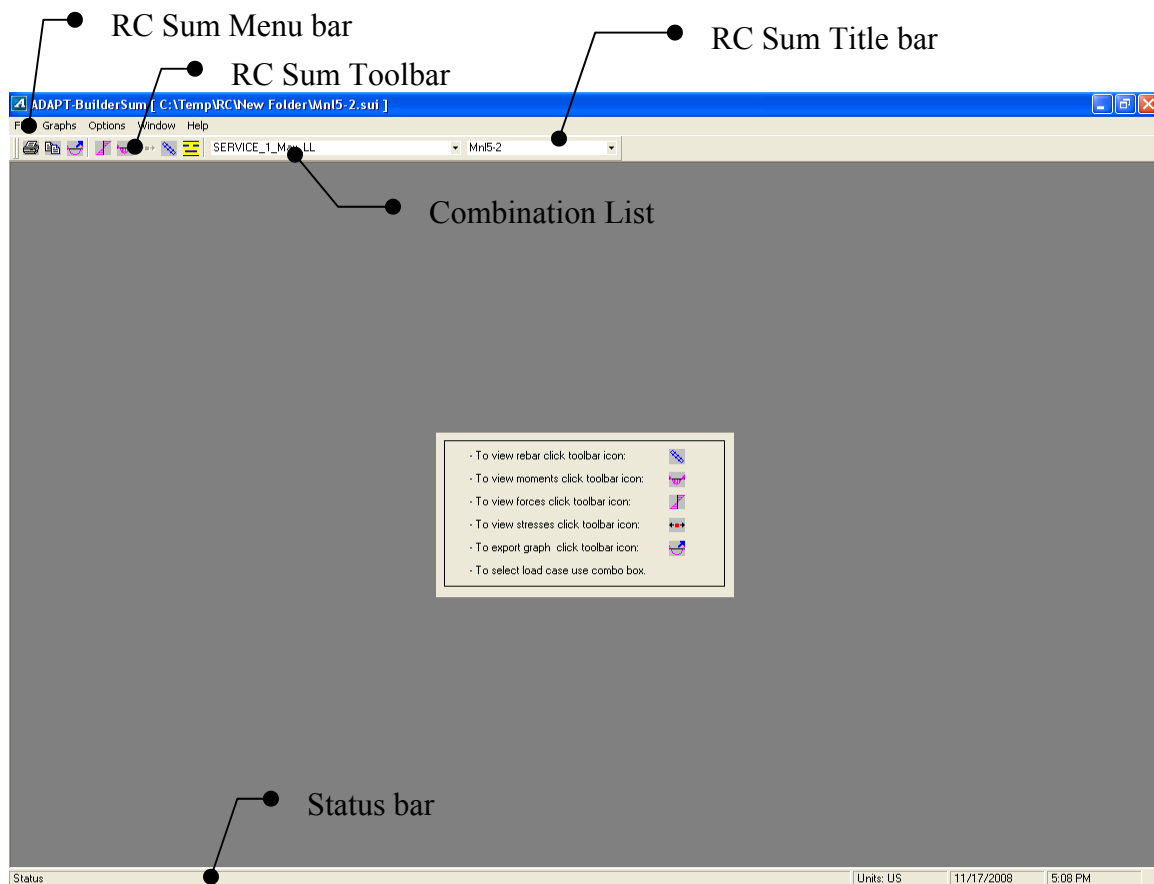 RC Sum Menu bar
RC Sum Title bar
RC Sum Toolbar
ADAPT-BuilderSum [ C:\Temp\RC\New Folder\Mnl5-2.sui ]
Graphs Options Window Help
SERVICE_1_Max_LL Mnl5-2
Combination List
- To view rebar click toolbar icon:
- To view moments click toolbar icon:
- To view forces click toolbar icon:
- To view stresses click toolbar icon:
- To export graph click toolbar icon:
- To select load case use combo box.
Status bar
Status Units: US 11/17/2008 5:08 PM